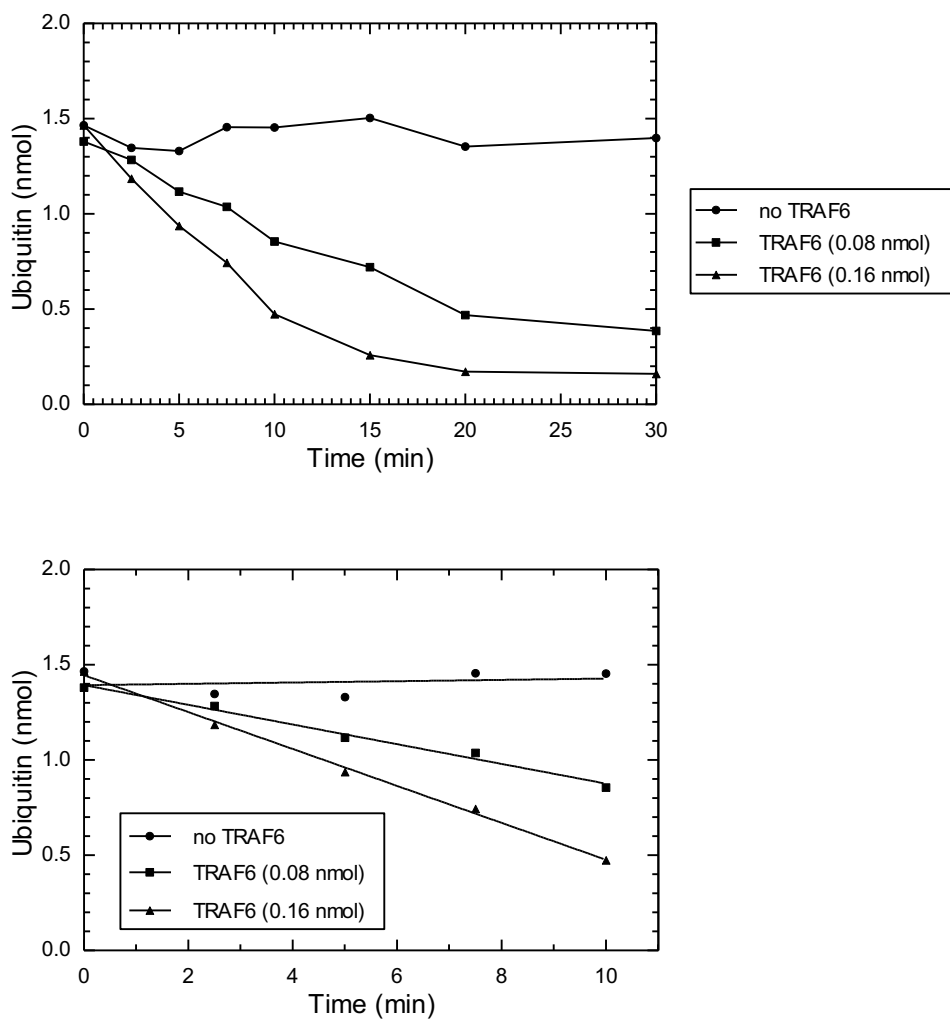 2.0
1.5
1.0
0.5
0.0
Ubiquitin (nmol)
0 5 10 15 20 25 30
Time (min)
no TRAF6
TRAF6 (0.08 nmol)
TRAF6 (0.16 nmol)
2.0
1.5
1.0
0.5
0.0
Ubiquitin (nmol)
no TRAF6
TRAF6 (0.08 nmol)
TRAF6 (0.16 nmol)
0 2 4 6 8 10
Time (min)